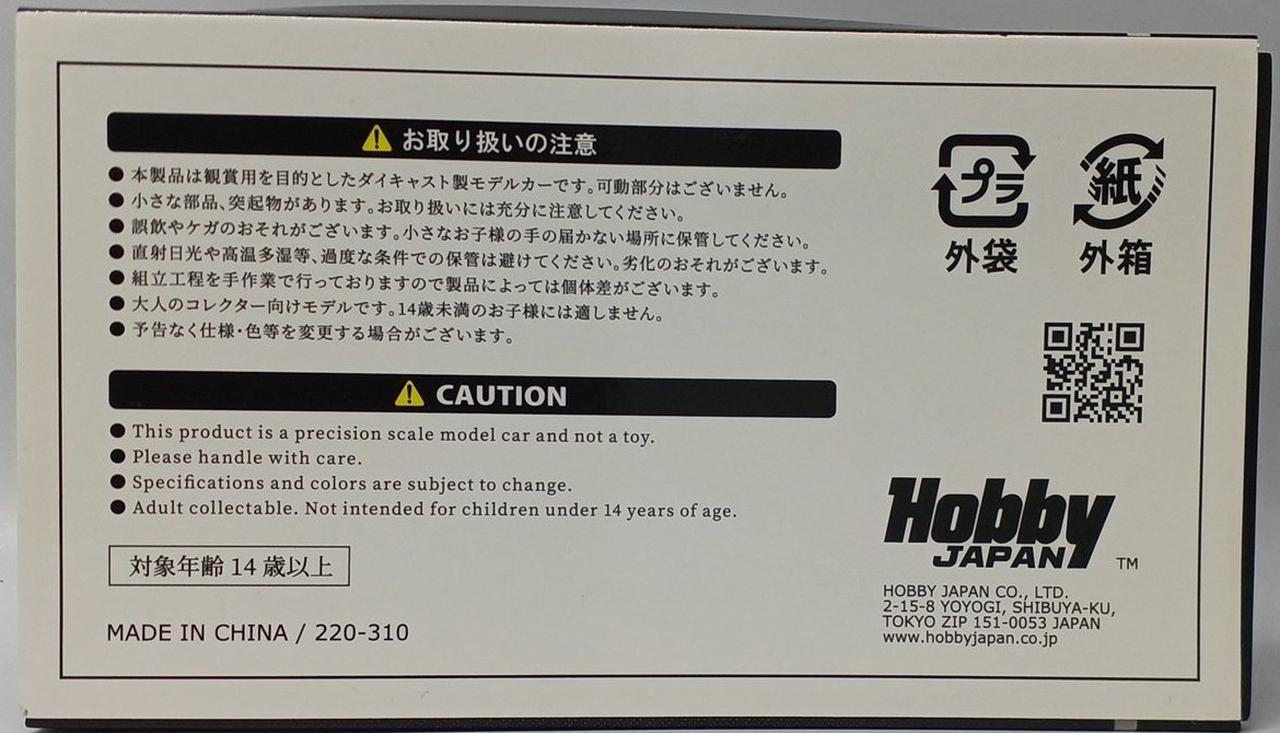 お取り扱いの注意
● 本製品は観賞用を目的としたダイキャスト製モデルカーです。可動部分はございません。
● 小さな部品、突起物があります。お取り扱いには充分に注意してください。
● 誤飲やケガのおそれがございます。小さなお子様の手の届かない場所に保管してください。
● 直射日光や高温多湿等、過度な条件での保管は避けてください。劣化のおそれがございます。
● 組立工程を手作業で行っておりますので製品によっては個体差がございます。
● 大人のコレクター向けモデルです。14歳未満のお子様には適しません。
● 予告なく仕様・色等を変更する場合がございます。
CAUTION
● This product is a precision scale model car and not a toy.
● Please handle with care.
● Specifications and colors are subject to change.
● Adult collectable. Not intended for children under 14 years of age.
対象年齢 14 歳以上
MADE IN CHINA / 220-310
プラ 紙
外袋 外箱
Hobby
JAPAN TM
HOBBY JAPAN CO., LTD.
2-15-8 YOYOGI, SHIBUYA-KU,
TOKYO ZIP 151-0053 JAPAN
www.hobbyjapan.co.jp